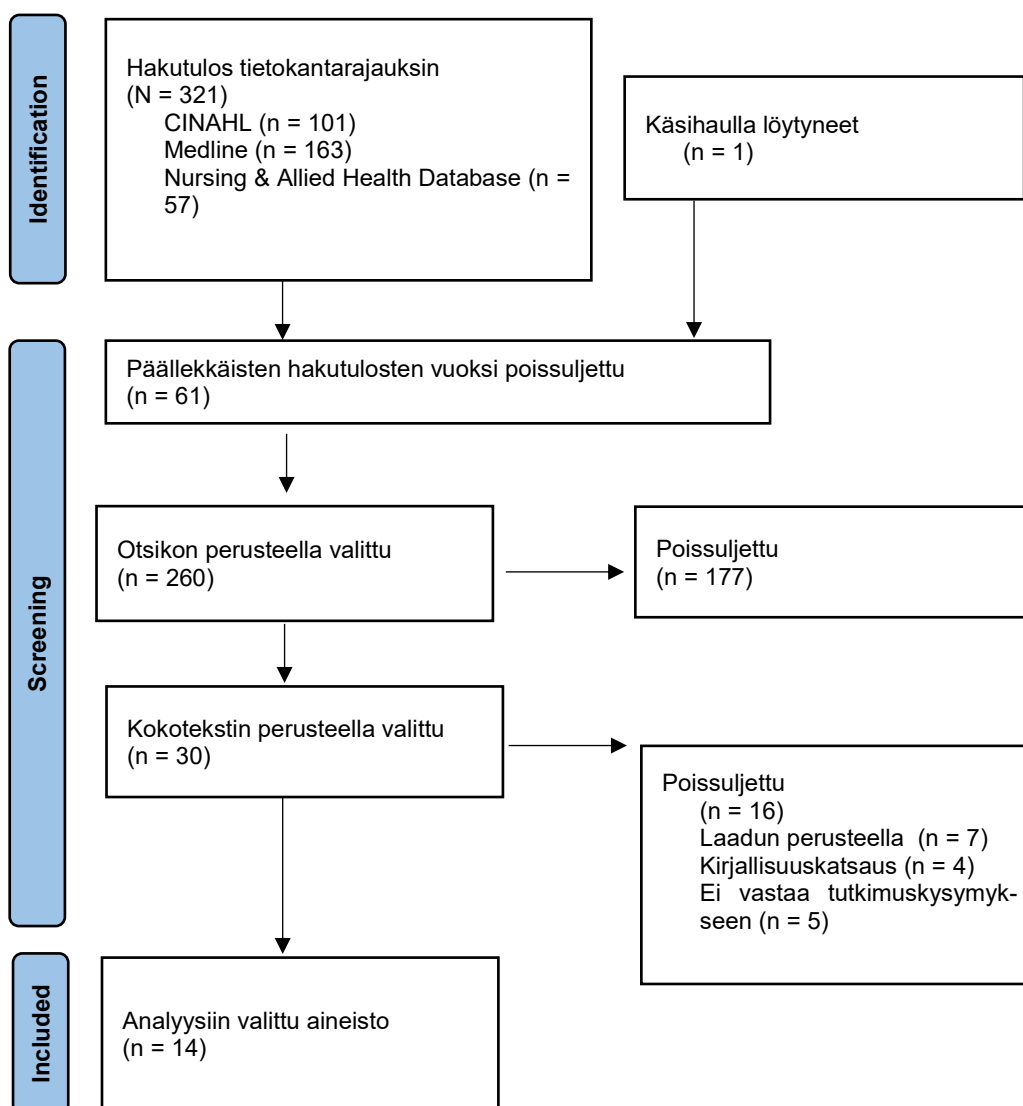 Identification
Hakutulos tietokantarajauksin
(N = 321)
CINAHL (n = 101)
Medline (n = 163)
Nursing & Allied Health Database (n =
57)
Käsihaulla löytyneet
(n = 1)
Screening
Päällekkäisten hakutulosten vuoksi poissuljettu
(n = 61)
Otsikon perusteella valittu
(n = 260)
Poissuljettu
(n = 177)
Kokotekstin perusteella valittu
(n = 30)
Poissuljettu
(n = 16)
Laadun perusteella (n = 7)
Kirjallisuuskatsaus (n = 4)
Ei vastaa tutkimuskysymyk-
seen (n = 5)
Included
Analyysiin valittu aineisto
(n = 14)